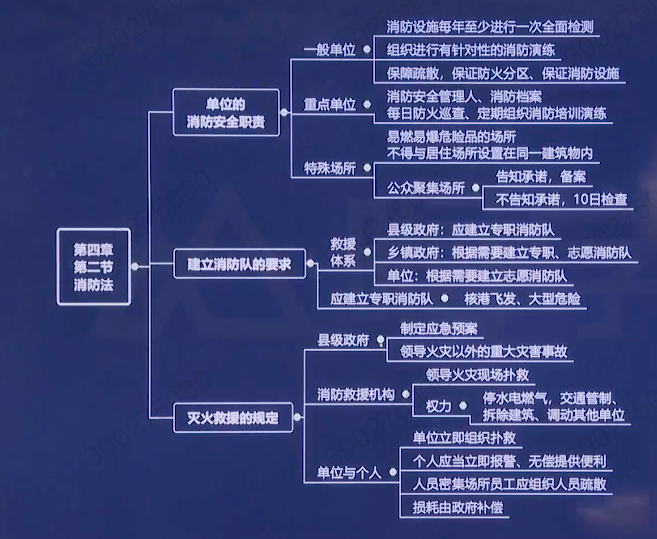 第四章
第二节
消防法
单位的
消防安全职责
一般单位
消防设施每年至少进行一次全面检测
组织进行有针对性的消防演练
保障疏散，保证防火分区、保证消防设施
重点单位
消防安全管理人、消防档案
每日防火巡查、定期组织消防培训演练
特殊场所
易燃易爆危险品的场所
不得与居住场所设置在同一建筑物内
公众聚集场所
告知承诺，备案
不告知承诺，10日检查
建立消防队的要求
救援
体系
县级政府：应建立专职消防队
乡镇政府：根据需要建立专职、志愿消防队
单位：根据需要建立志愿消防队
应建立专职消防队
核港飞发、大型危险
灭火救援的规定
县级政府
制定应急预案
领导火灾以外的重大灾害事故
消防救援机构
领导火灾现场扑救
权力
停水电燃气，交通管制、
拆除建筑、调动其他单位
单位与个人
单位立即组织扑救
个人应当立即报警、无偿提供便利
人员密集场所员工应组织人员疏散
损耗由政府补偿